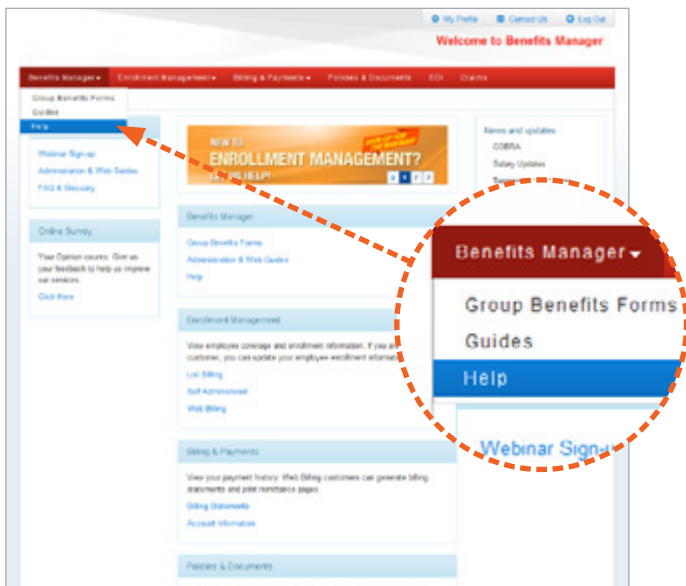 My Profile Contact Us Log Out
Welcome to Benefits Manager
Benefits Manager Enrollment Management Billing & Payments Policies & Documents EOI Claims
Group Benefits Forms
Guides
Help
Webinar Sign-up
Administration & Web Guides
FAQ & Glossary
Online Survey
Your Opinion counts. Give us
your feedback to help us improve
our services.
Click Here
NEW TO
ENROLLMENT MANAGEMENT?
LET US HELP!
News and updates
COBRA
Salary Updates
Benefits Manager
Group Benefits Forms
Administration & Web Guides
Help
Enrollment Management
View employee coverage and enrollment information. If you are
customer, you can update your employee enrollment
List Billing
Self Administered
Web Billing
Billing & Payments
View your payment history. Web Billing customers can generate billing
statements and print remittance pages.
Billing Statements
Account Information
Policies & Documents
Benefits Manager
Group Benefits Forms
Guides
Help
Webinar Sign-u